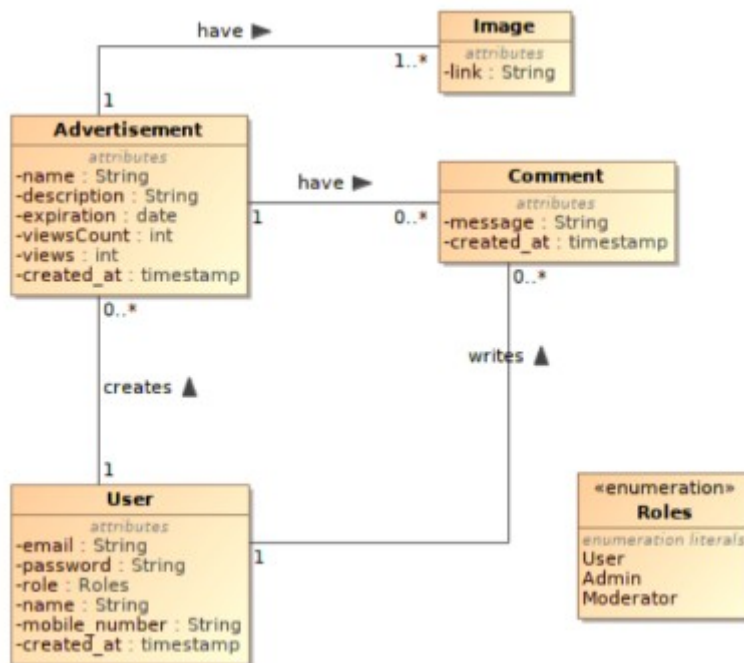 have ►
Image
attributes
-link : String
1..*
1
Advertisement
attributes
-name : String
-description : String
-expiration : date
-viewsCount : int
-views : int
-created_at : timestamp
have ►
1
0..*
Comment
attributes
-message : String
-created_at : timestamp
0..*
0..*
writes ▲
creates ▲
1
User
attributes
-email : String
-password : String
-role : Roles
-name : String
-mobile_number : String
-created_at : timestamp
1
«enumeration»
Roles
enumeration literals
User
Admin
Moderator